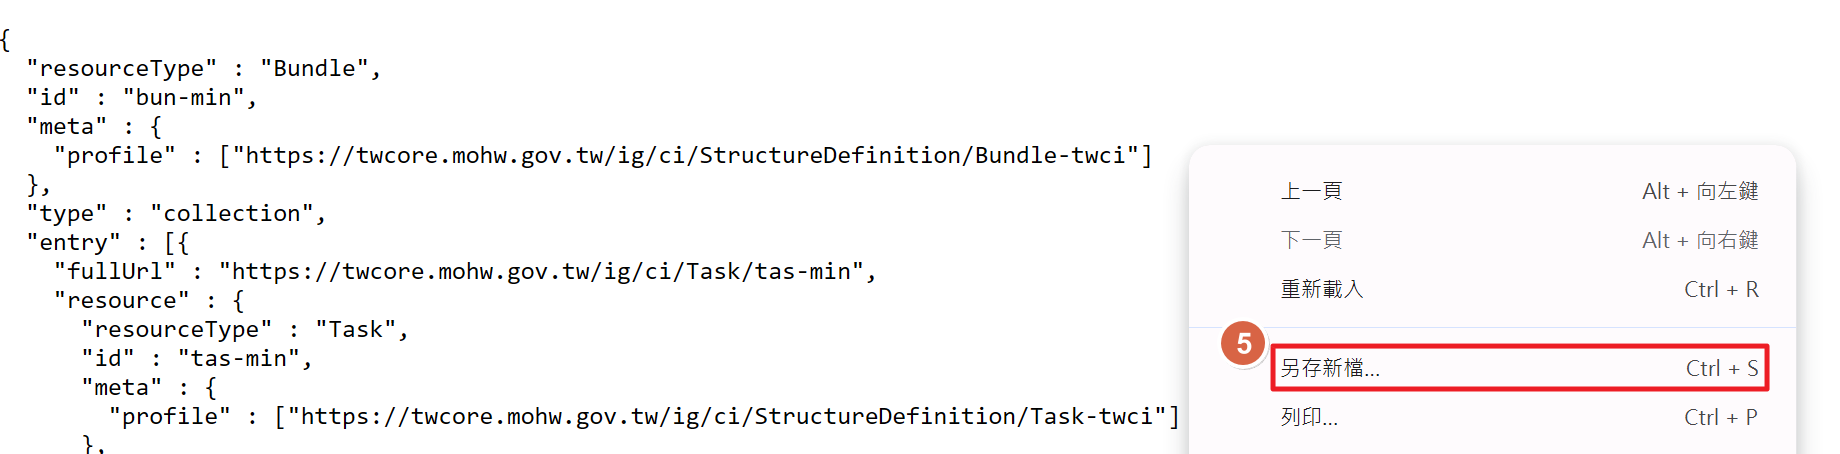 {
  "resourceType" : "Bundle",
  "id" : "bun-min",
  "meta" : {
    "profile" : ["https://twcore.mohw.gov.tw/ig/ci/StructureDefinition/Bundle-twci"]
  },
  "type" : "collection",
  "entry" : [{
    "fullUrl" : "https://twcore.mohw.gov.tw/ig/ci/Task/tas-min",
    "resource" : {
      "resourceType" : "Task",
      "id" : "tas-min",
      "meta" : {
        "profile" : ["https://twcore.mohw.gov.tw/ig/ci/StructureDefinition/Task-twci"]
      },
上一頁 Alt + 向左鍵
下一頁 Alt + 向右鍵
重新載入 Ctrl + R
5 另存新檔... Ctrl + S
列印... Ctrl + P